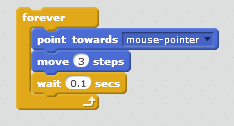 forever
point towards mouse-pointer
move 3 steps
wait 0.1 secs